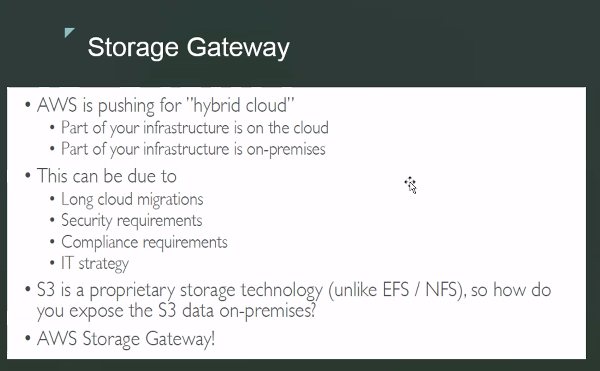 Storage Gateway
• AWS is pushing for ”hybrid cloud”
• Part of your infrastructure is on the cloud
• Part of your infrastructure is on-premises
• This can be due to
• Long cloud migrations
• Security requirements
• Compliance requirements
• IT strategy
• S3 is a proprietary storage technology (unlike EFS / NFS), so how do
you expose the S3 data on-premises?
• AWS Storage Gateway!